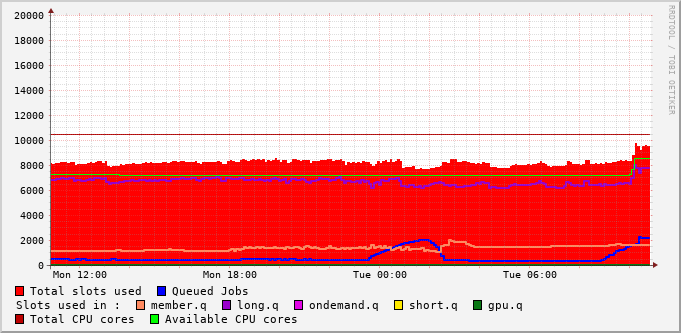 RRDTOOL / TOBI OETIKER
20000
18000
16000
14000
12000
10000
8000
6000
4000
2000
0
Mon 12:00 Mon 18:00 Tue 00:00 Tue 06:00
Total slots used Queued Jobs
Slots used in : member.q long.q ondemand.q short.q gpu.q
Total CPU cores Available CPU cores